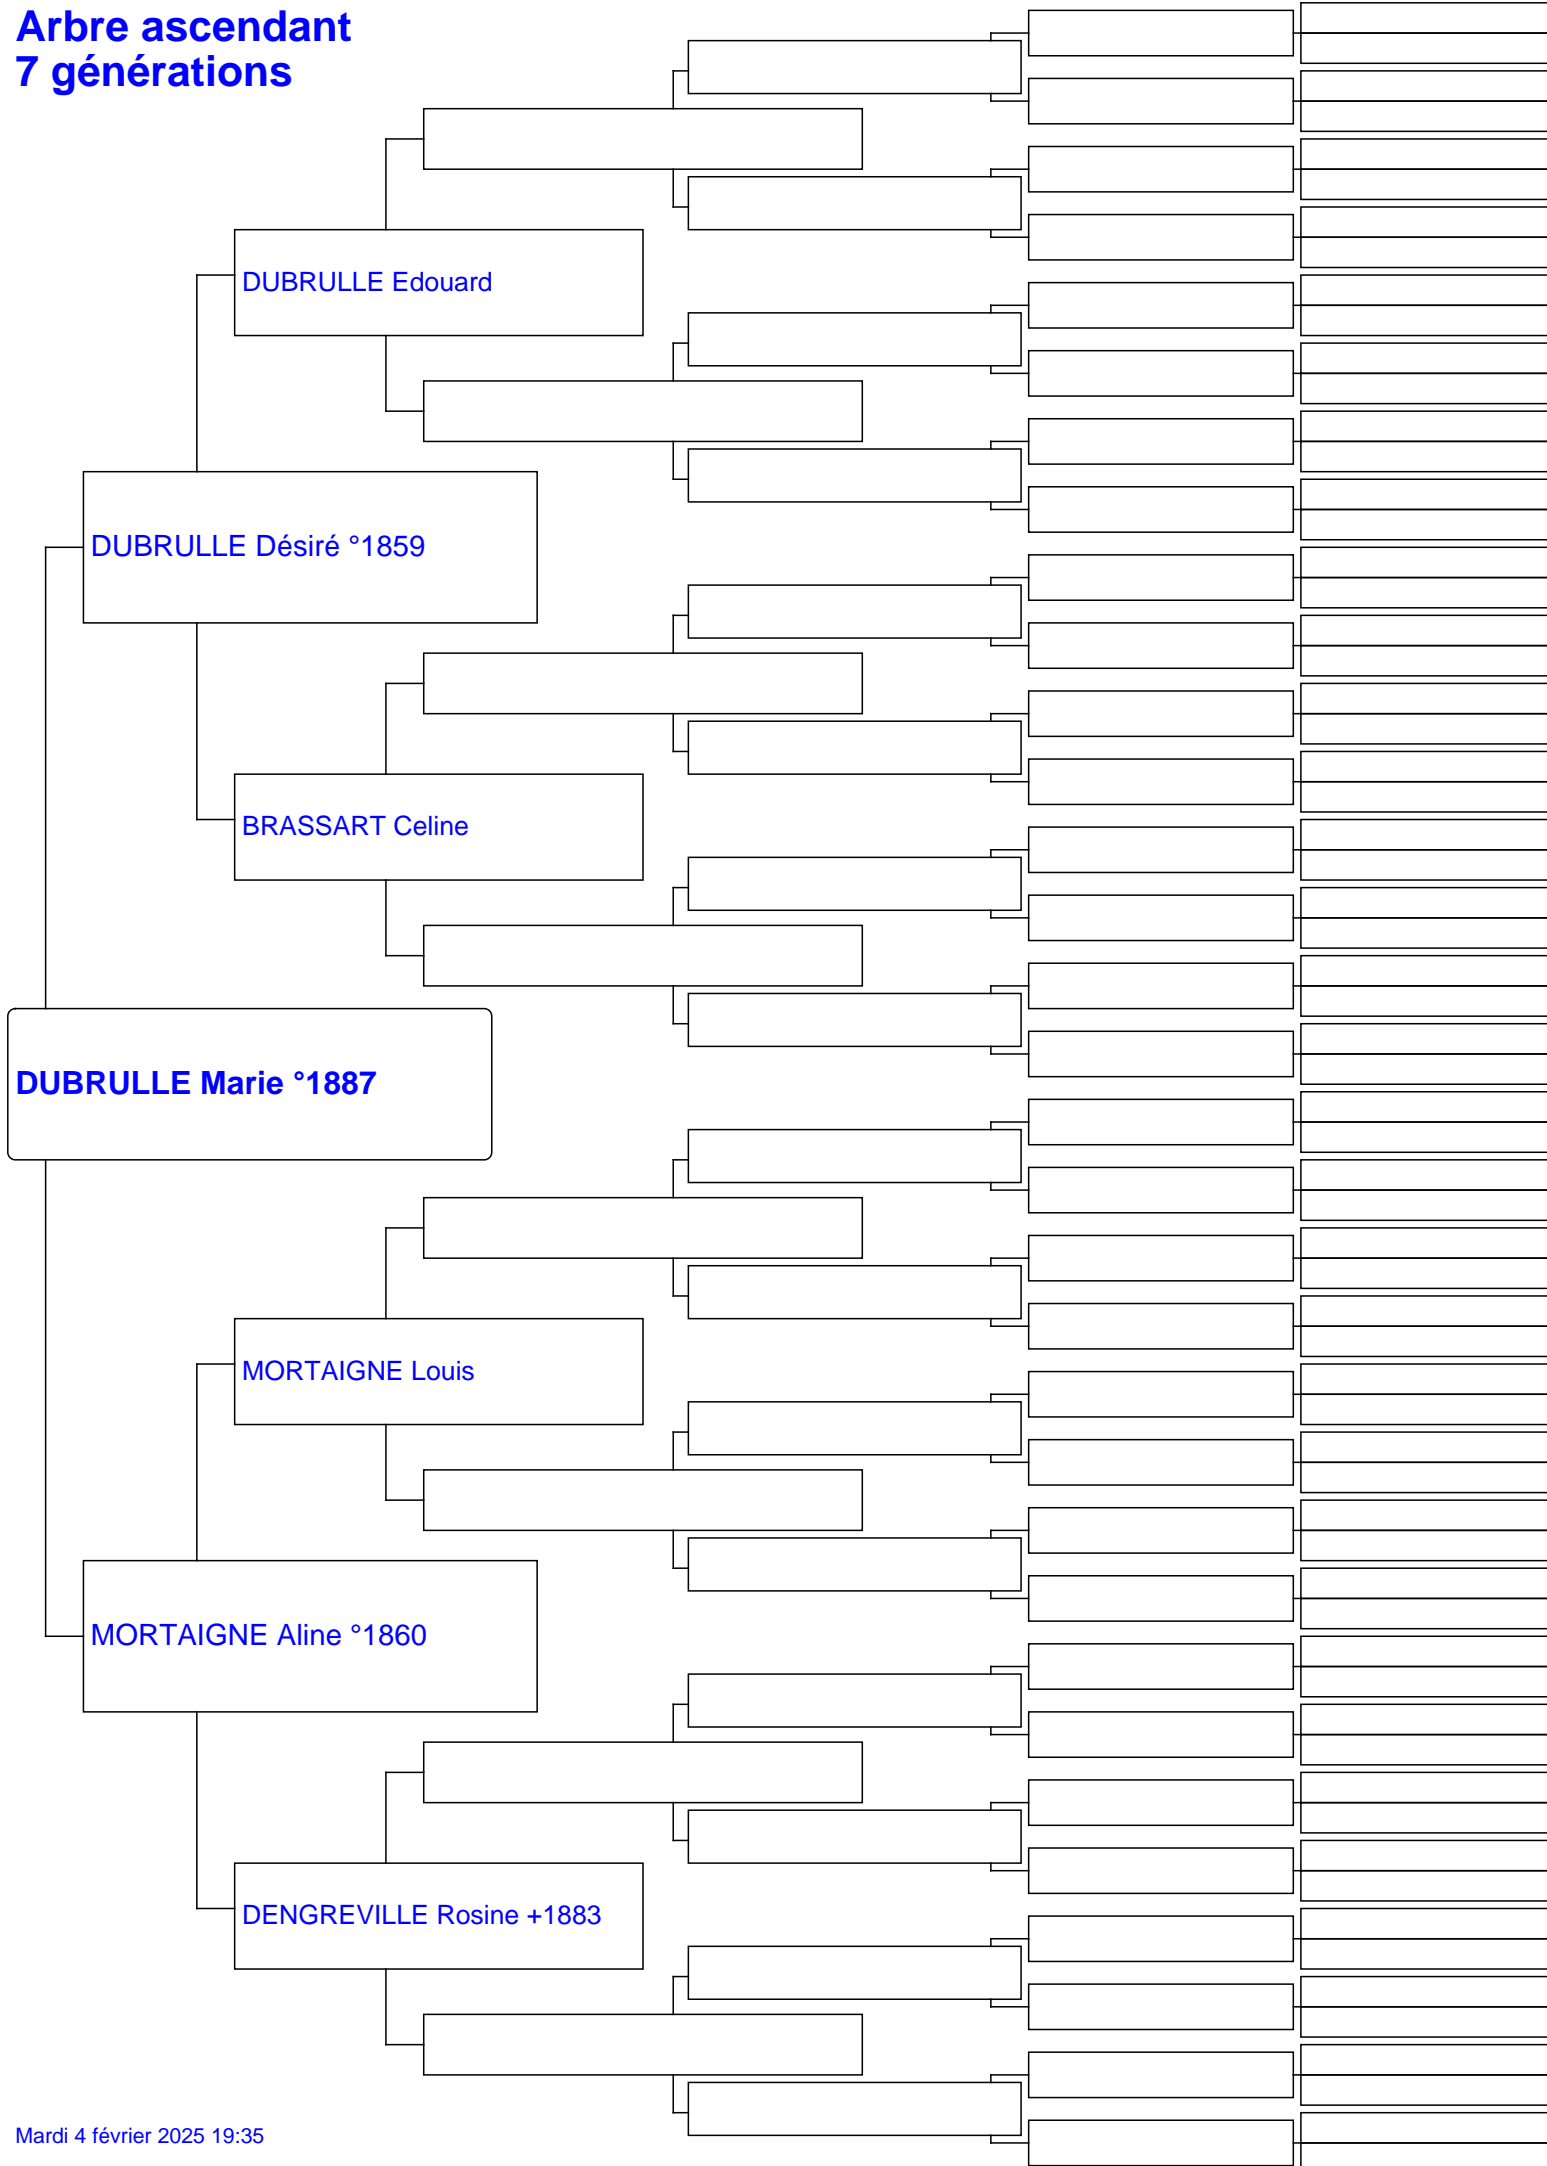 Arbre ascendant
7 générations
DUBRULLE Edouard
DUBRULLE Désiré °1859
BRASSART Celine
DUBRULLE Marie °1887
MORTAIGNE Louis
MORTAIGNE Aline °1860
DENGREVILLE Rosine +1883
Mardi 4 février 2025 19:35